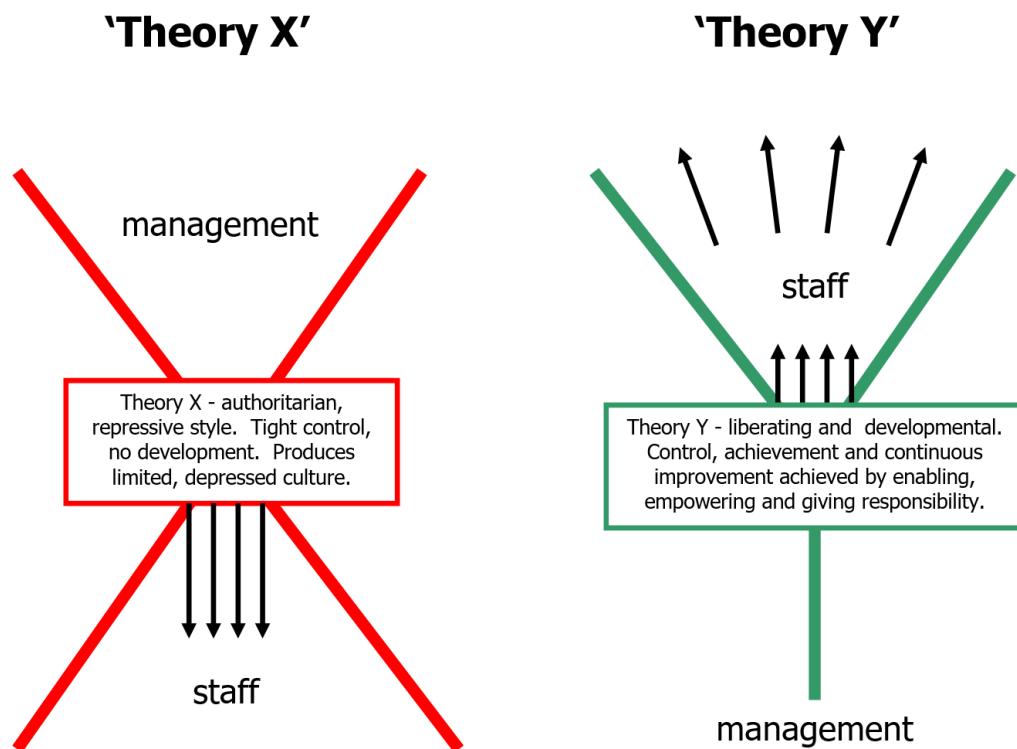 ‘Theory X’
‘Theory Y’
management
staff
Theory X - authoritarian,
repressive style.  Tight control,
no development.  Produces
limited, depressed culture.
Theory Y - liberating and  developmental.
Control, achievement and continuous
improvement achieved by enabling,
empowering and giving responsibility.
staff
management